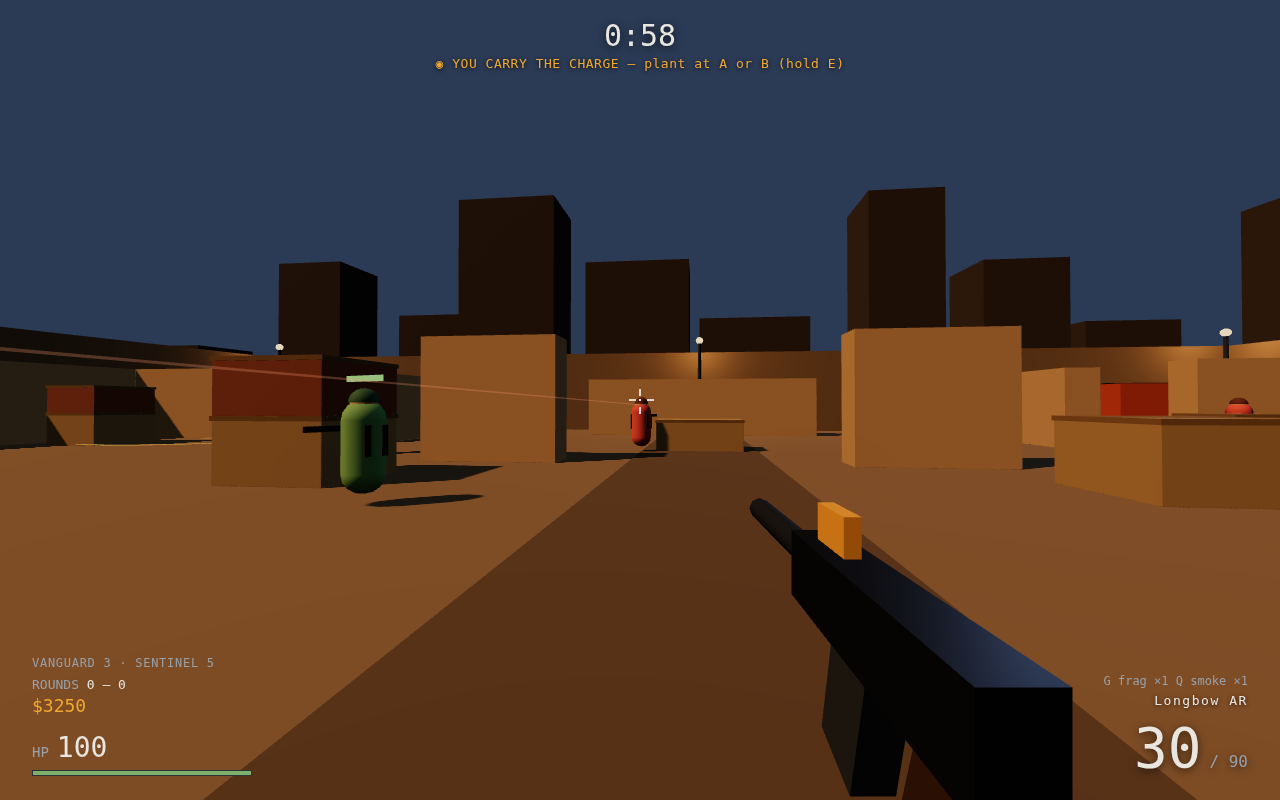 0:58
◉ YOU CARRY THE CHARGE — plant at A or B (hold E)
VANGUARD 3 · SENTINEL 5
ROUNDS 0 — 0
$3250
HP 100
G frag ×1 Q smoke ×1
Longbow AR
30 / 90